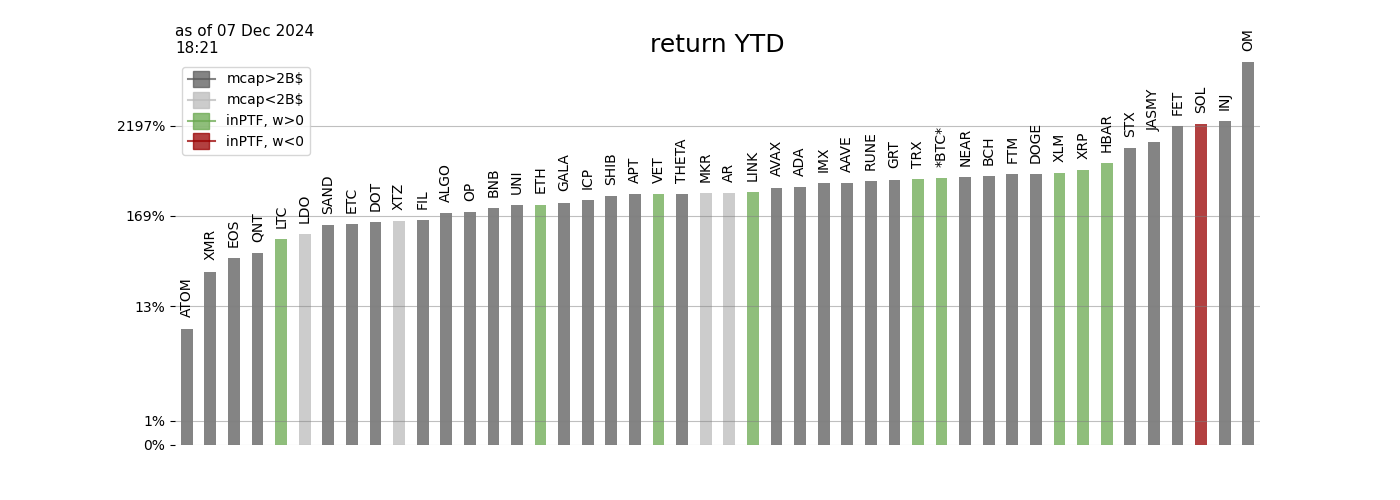 as of 07 Dec 2024
18:21
return YTD
mcap>2B$
mcap<2B$
inPTF, w>0
inPTF, w<0
2197%
169%
13%
1%
0%
ATOM
XMR
EOS
QNT
LTC
LDO
SAND
ETC
DOT
XTZ
FIL
ALGO
OP
BNB
UNI
ETH
GALA
ICP
SHIB
APT
VET
THETA
MKR
AR
LINK
AVAX
ADA
IMX
AAVE
RUNE
GRT
TRX
*BTC*
NEAR
BCH
FTM
DOGE
XLM
XRP
HBAR
STX
JASMY
FET
SOL
INJ
OM